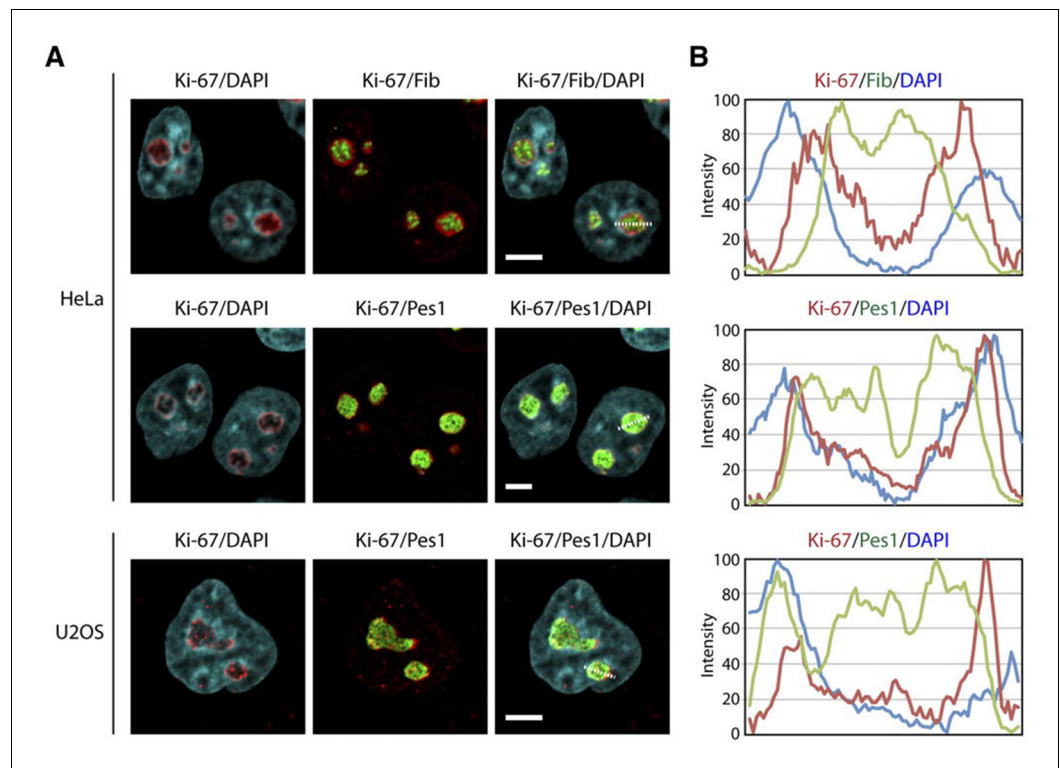 A
B
Ki-67/DAPI Ki-67/Fib Ki-67/Fib/DAPI Ki-67/Fib/DAPI
100
80
60
40
20
0
Intensity
HeLa
Ki-67/DAPI Ki-67/Pes1 Ki-67/Pes1/DAPI Ki-67/Pes1/DAPI
100
80
60
40
20
0
Intensity
U2OS
Ki-67/DAPI Ki-67/Pes1 Ki-67/Pes1/DAPI Ki-67/Pes1/DAPI
100
80
60
40
20
0
Intensity